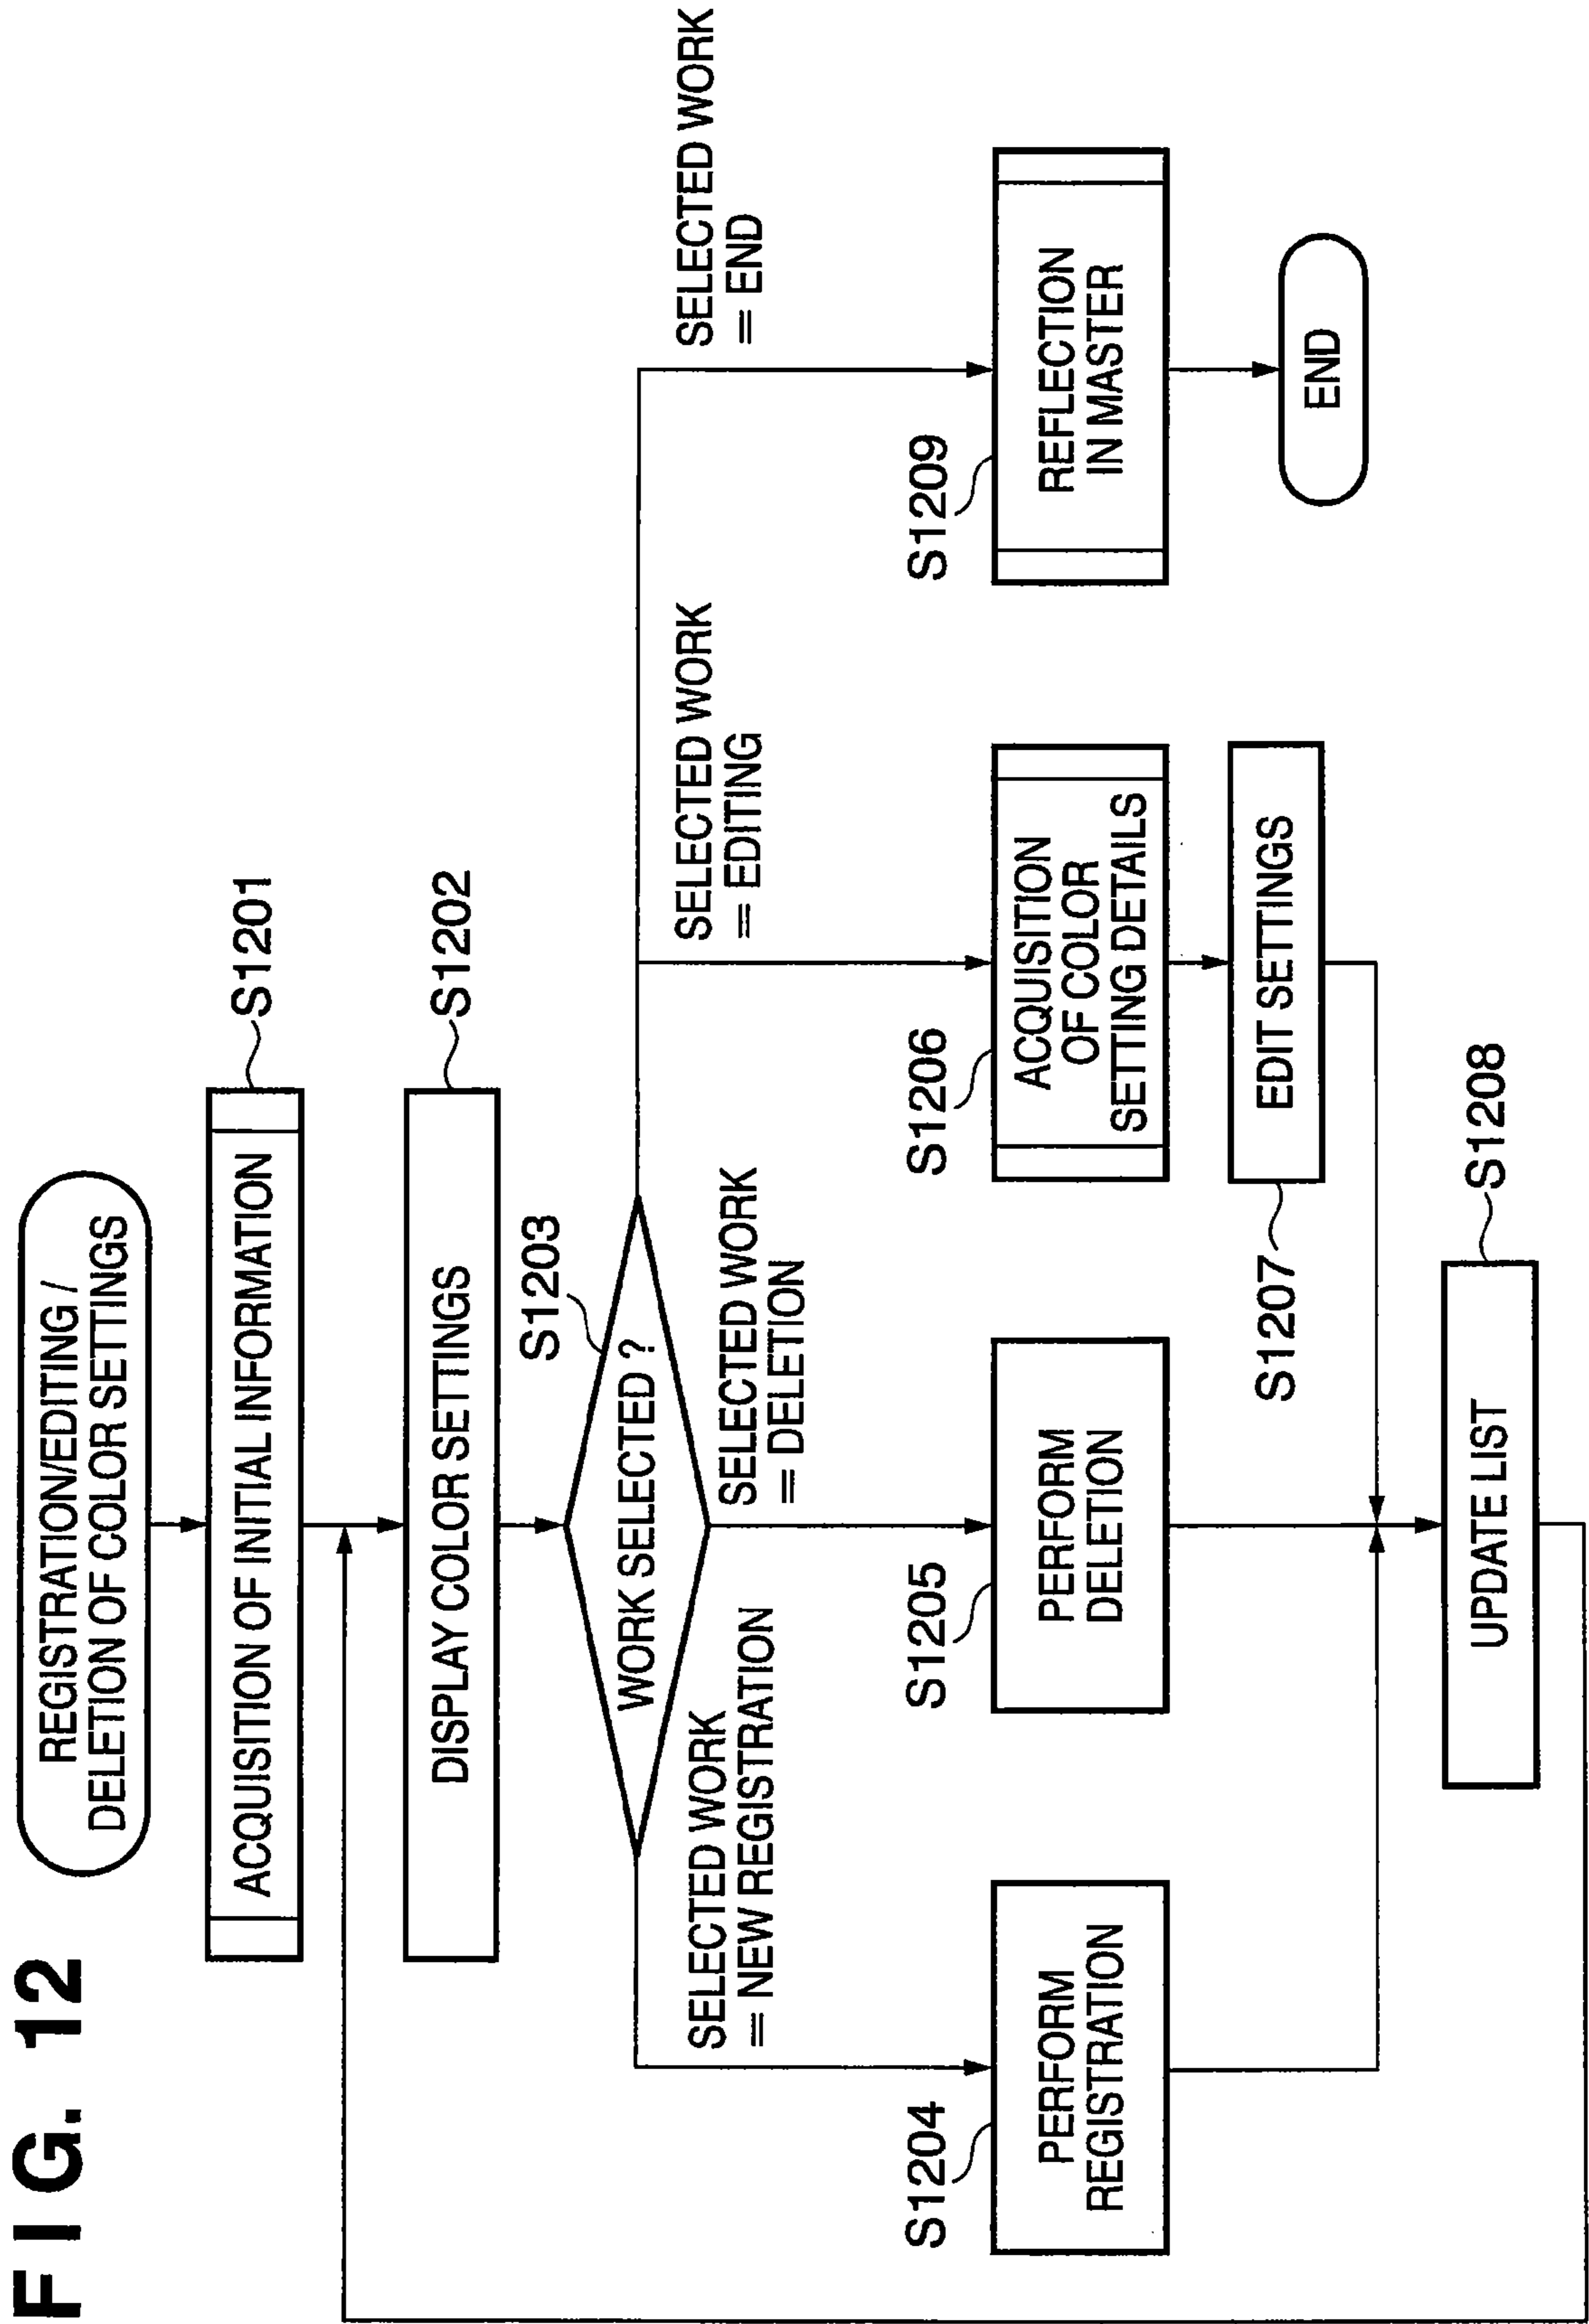 FIG. 12
REGISTRATION/EDITING /
DELETION OF COLOR SETTINGS
ACQUISITION OF INITIAL INFORMATION
S1201
DISPLAY COLOR SETTINGS
S1202
S1203
WORK SELECTED ?
SELECTED WORK
= NEW REGISTRATION
SELECTED WORK
= DELETION
SELECTED WORK
= EDITING
SELECTED WORK
= END
S1204
PERFORM
REGISTRATION
S1205
PERFORM
DELETION
S1206
ACQUISITION
OF COLOR
SETTING DETAILS
S1209
REFLECTION
IN MASTER
S1207
EDIT SETTINGS
END
UPDATE LIST
S1208